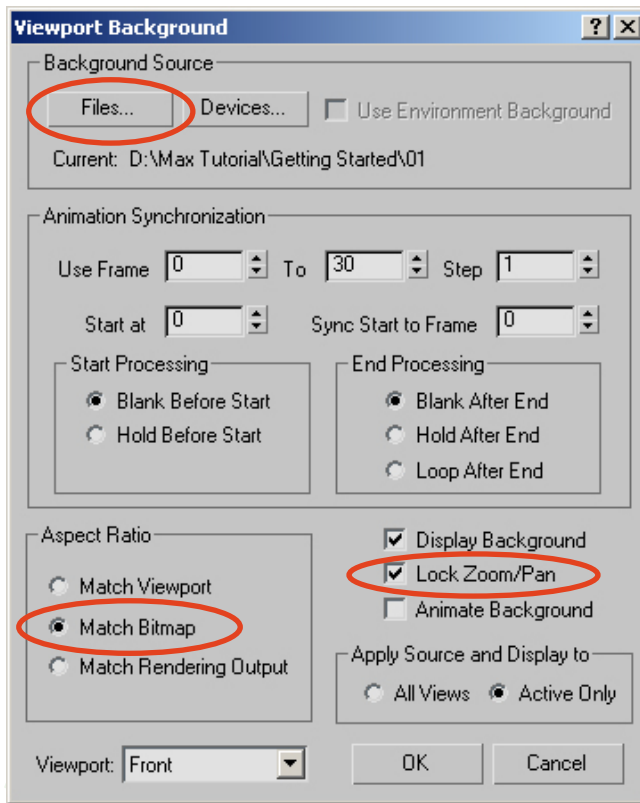 Viewport Background
Background Source
Files... Devices... Use Environment Background
Current: D:\Max Tutorial\Getting Started\01
Animation Synchronization
Use Frame 0 To 30 Step 1
Start at 0 Sync Start to Frame 0
Start Processing
Blank Before Start
Hold Before Start
End Processing
Blank After End
Hold After End
Loop After End
Aspect Ratio
Match Viewport
Match Bitmap
Match Rendering Output
Display Background
Lock Zoom/Pan
Animate Background
Apply Source and Display to
All Views Active Only
Viewport: Front OK Cancel